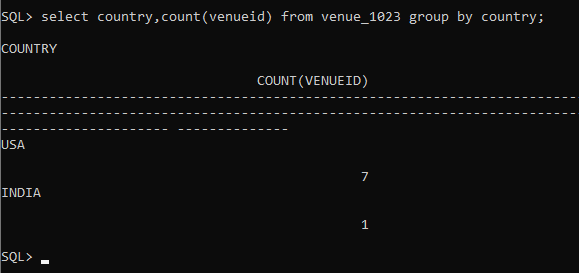 SQL> select country,count(venueid) from venue_1023 group by country;
COUNTRY
COUNT(VENUEID)
------------------------------------------------------------------------
------------------------------------------------------------------------
--------------------- --------------
USA
7
INDIA
1
SQL>